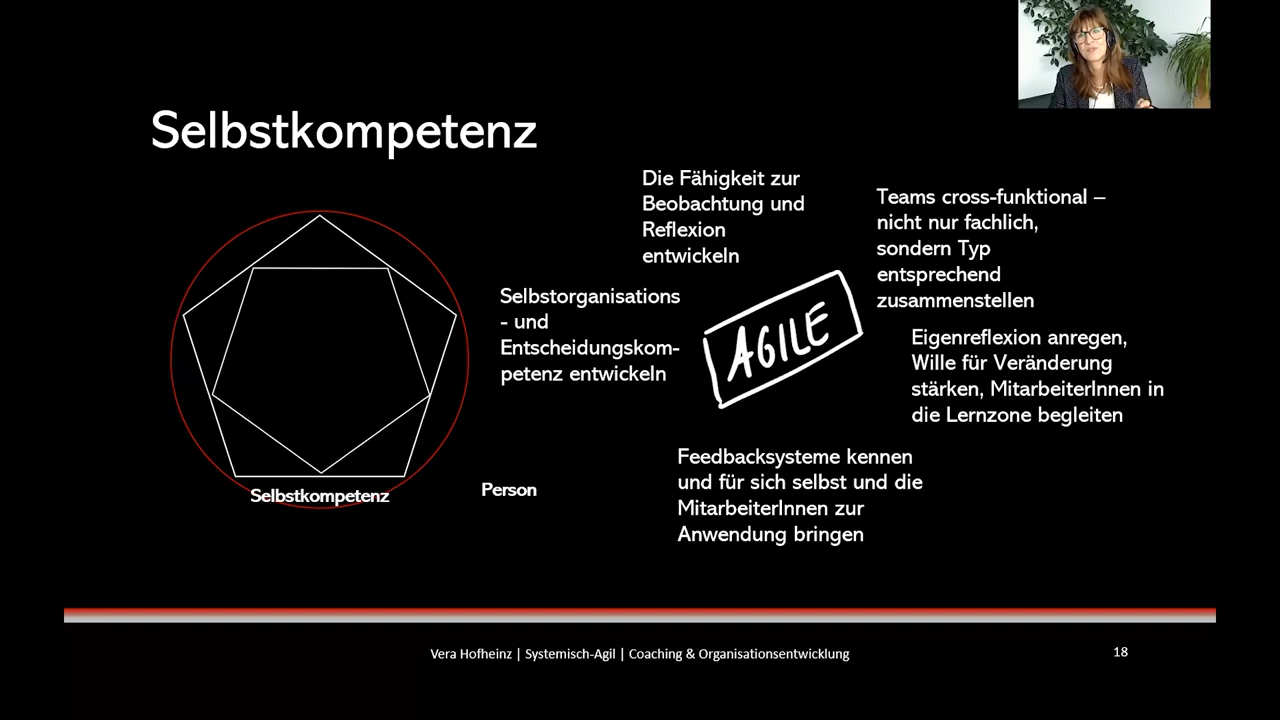 Selbstkompetenz
Die Fähigkeit zur
Beobachtung und
Reflexion
entwickeln
Teams cross-funktional –
nicht nur fachlich,
sondern Typ
entsprechend
zusammenstellen
Selbstorganisations
- und
Entscheidungskom-
petenz entwickeln
AGILE
Eigenreflexion anregen,
Wille für Veränderung
stärken, MitarbeiterInnen in
die Lernzone begleiten
Feedbacksysteme kennen
und für sich selbst und die
MitarbeiterInnen zur
Anwendung bringen
Selbstkompetenz
Person
Vera Hofheinz | Systemisch-Agil | Coaching & Organisationsentwicklung
18